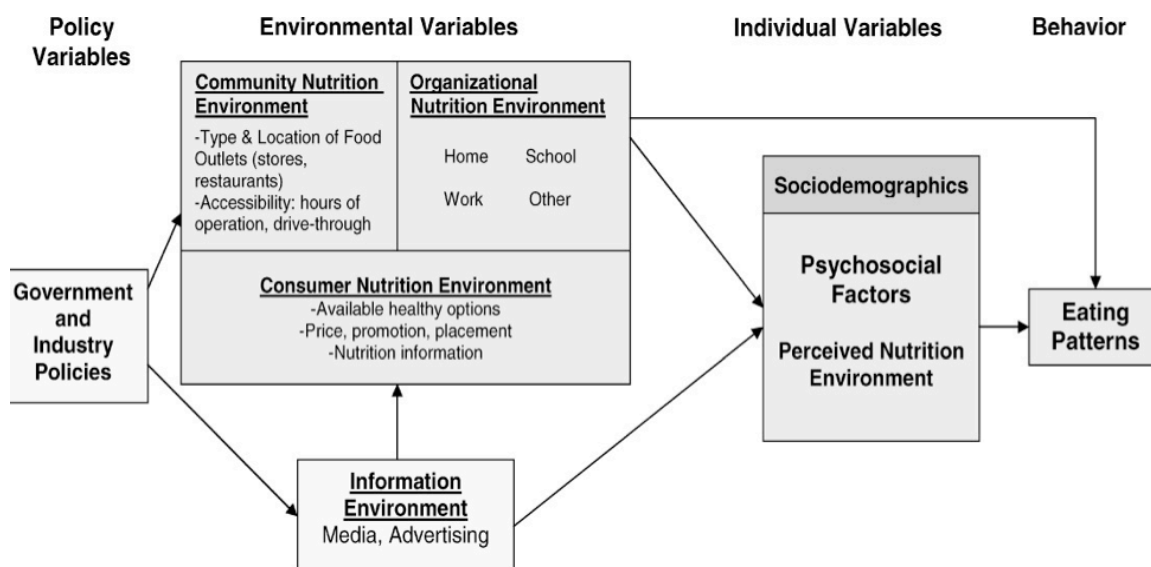 Policy
Variables
Environmental Variables
Individual Variables
Behavior
Community Nutrition
Environment
-Type & Location of Food
Outlets (stores,
restaurants)
-Accessibility: hours of
operation, drive-through
Organizational
Nutrition Environment
Home School
Work Other
Consumer Nutrition Environment
-Available healthy options
-Price, promotion, placement
-Nutrition information
Government
and
Industry
Policies
Information
Environment
Media, Advertising
Sociodemographics
Psychosocial
Factors
Perceived Nutrition
Environment
Eating
Patterns